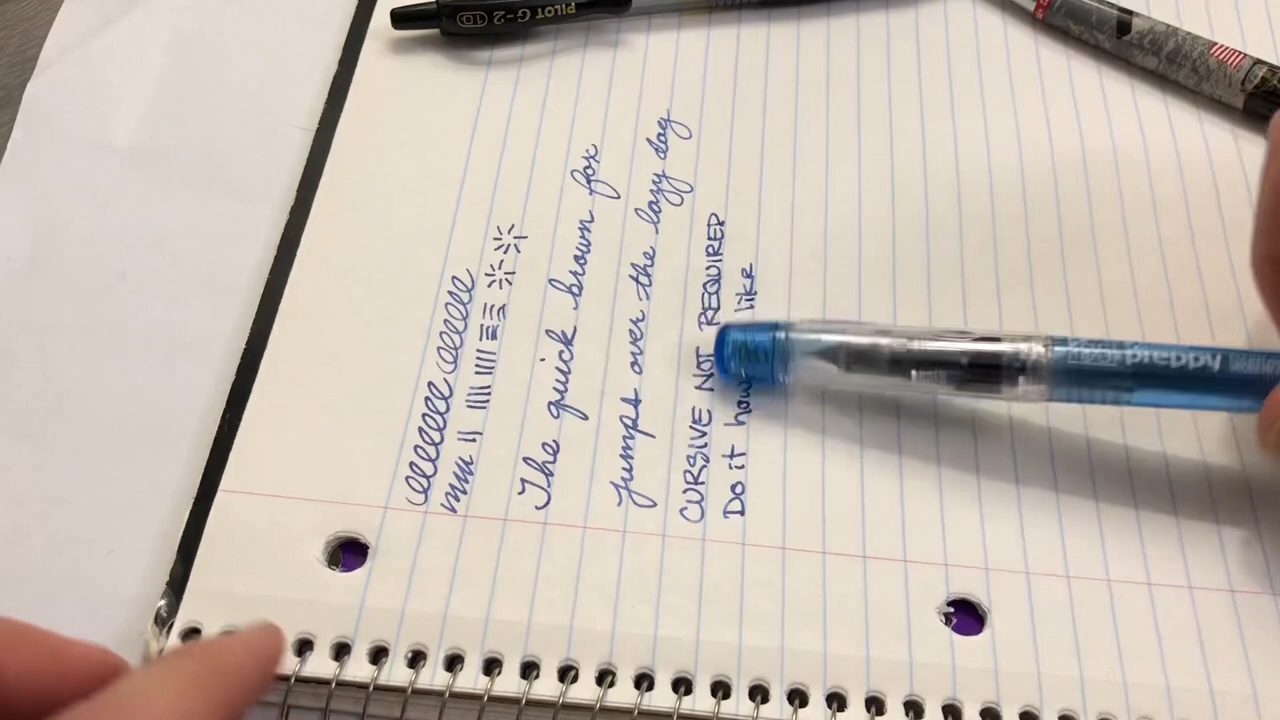 The quick brown fox
jumps over the lazy dog
CURSIVE NOT REQUIRED
Do it how like
PILOT G-2 10
preppy